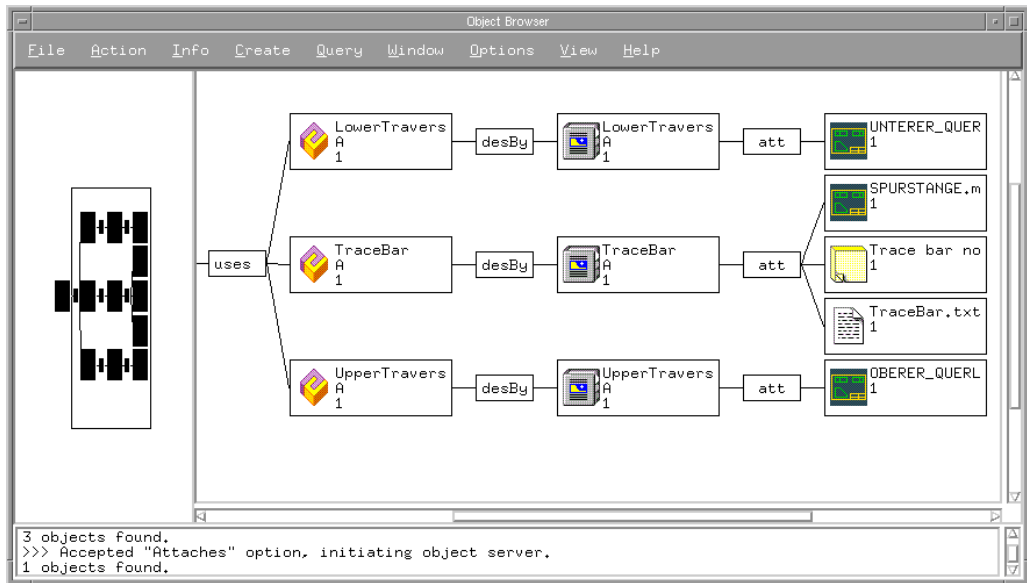 Object Browser
File Action Info Create Query Window Options View Help
LowerTravers
A
1
desBy
LowerTravers
A
1
att
UNTERER_QUER
1
SPURSTANGE.m
1
uses
TraceBar
A
1
desBy
TraceBar
A
1
att
Trace bar no
1
TraceBar.txt
1
UpperTravers
A
1
desBy
UpperTravers
A
1
att
OBERER_QUERL
1
3 objects found.
>>> Accepted "Attaches" option, initiating object server.
1 objects found.